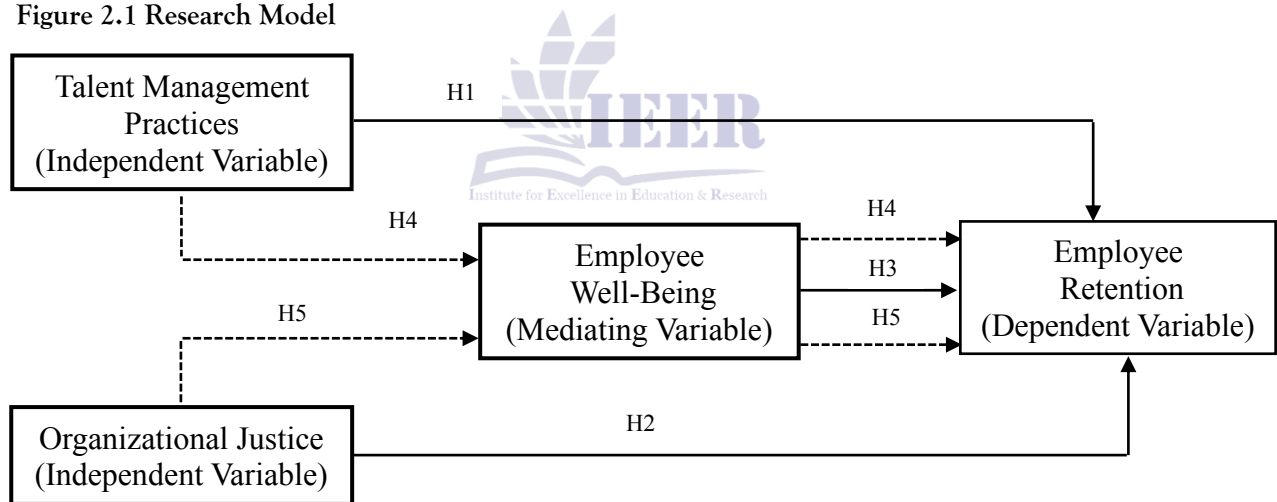 Figure 2.1 Research Model
Talent Management
Practices
(Independent Variable)
H1
IEER
Institute for Excellence in Education & Research
H4
H4
Employee
Well-Being
(Mediating Variable)
H3
Employee
Retention
(Dependent Variable)
H5
H5
H2
Organizational Justice
(Independent Variable)